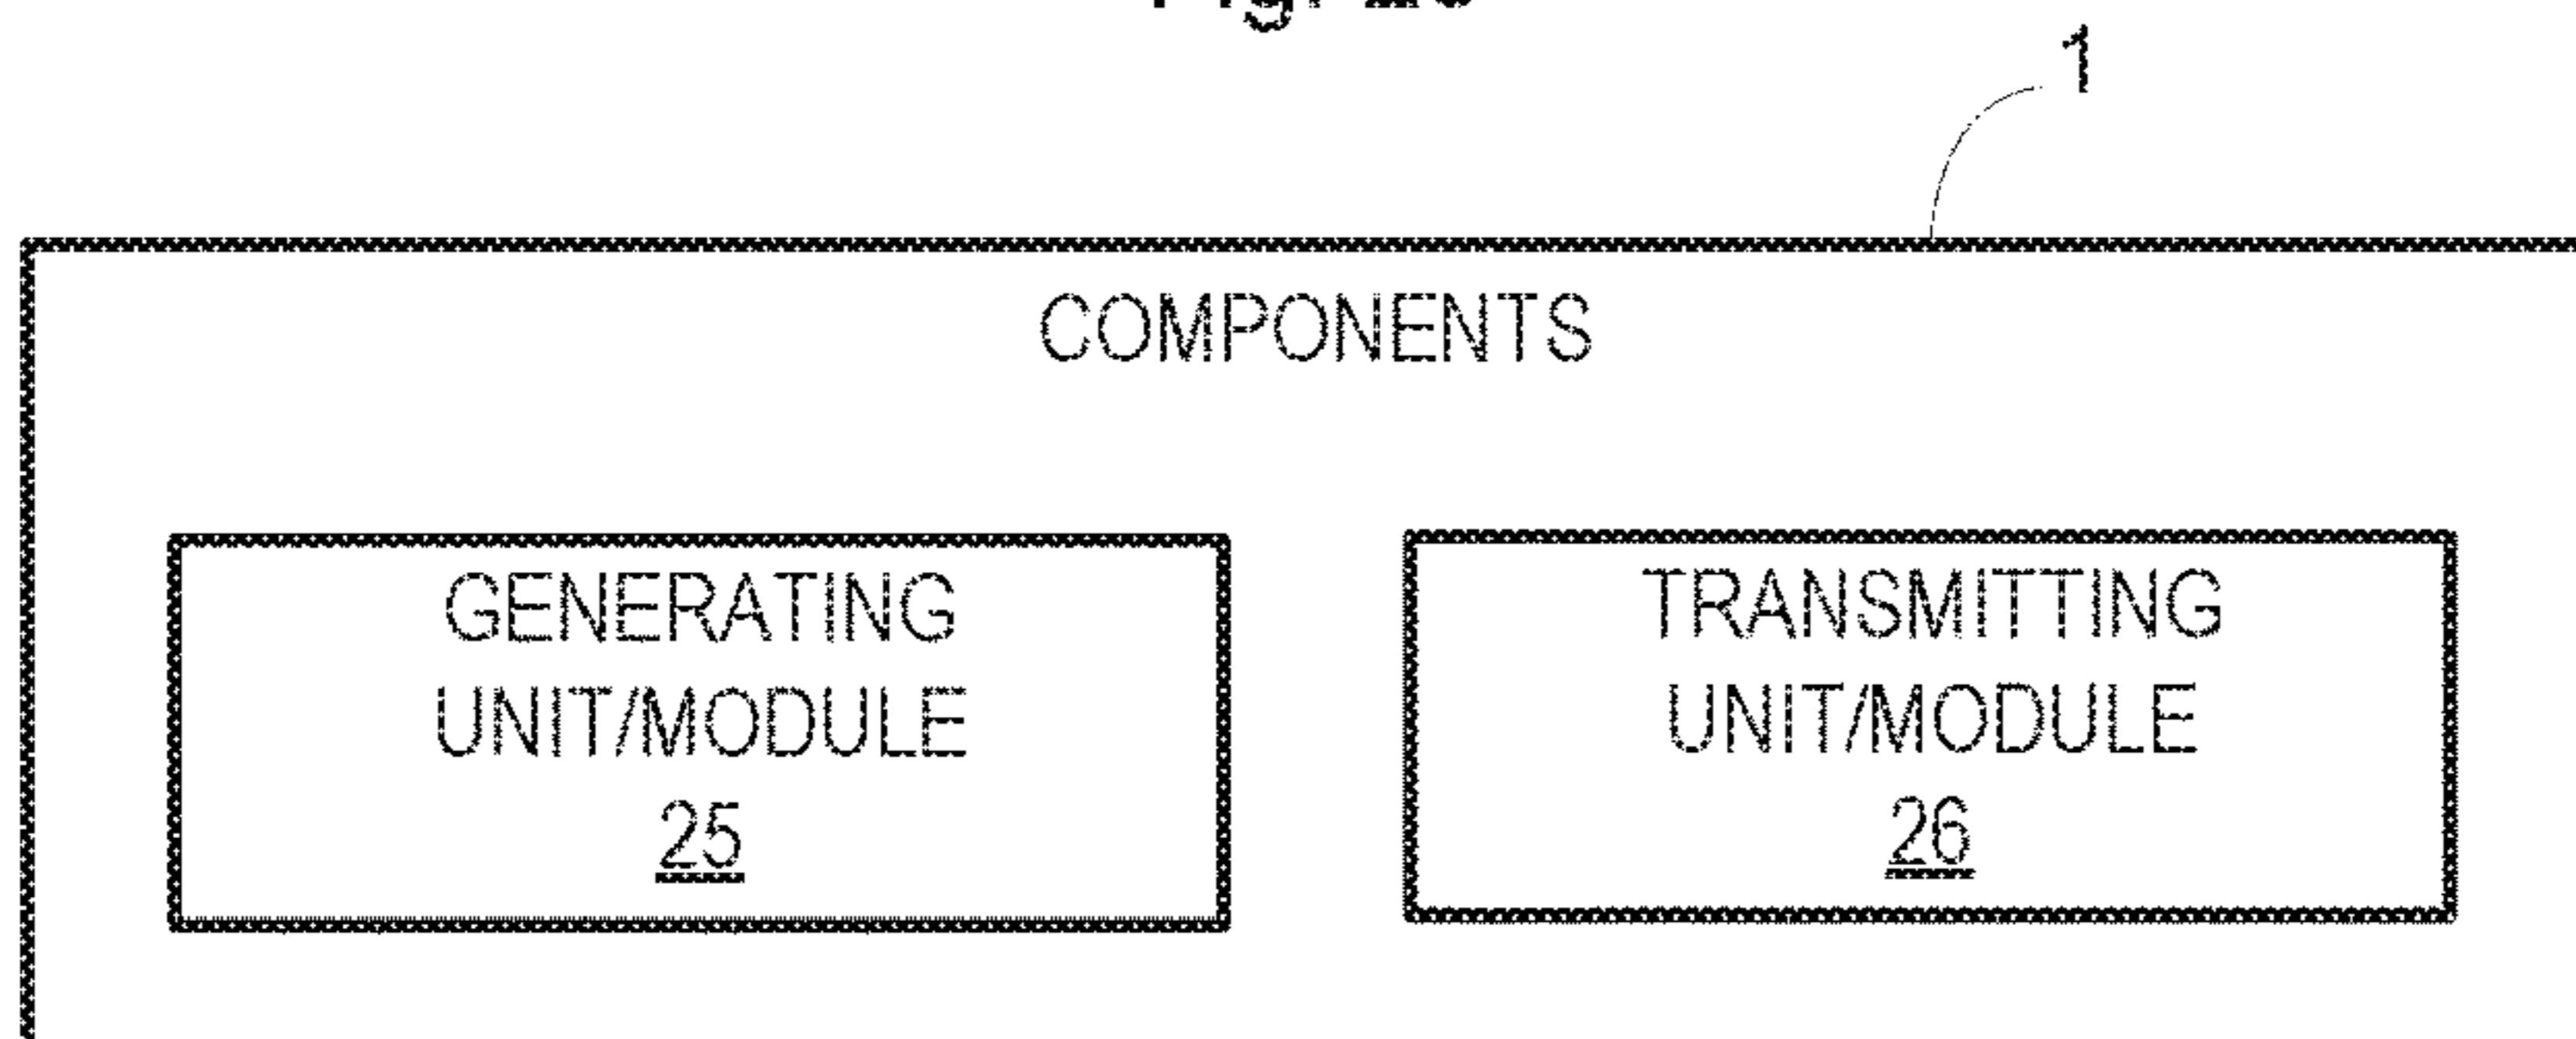 1
COMPONENTS
GENERATING
UNIT/MODULE
25
TRANSMITTING
UNIT/MODULE
26